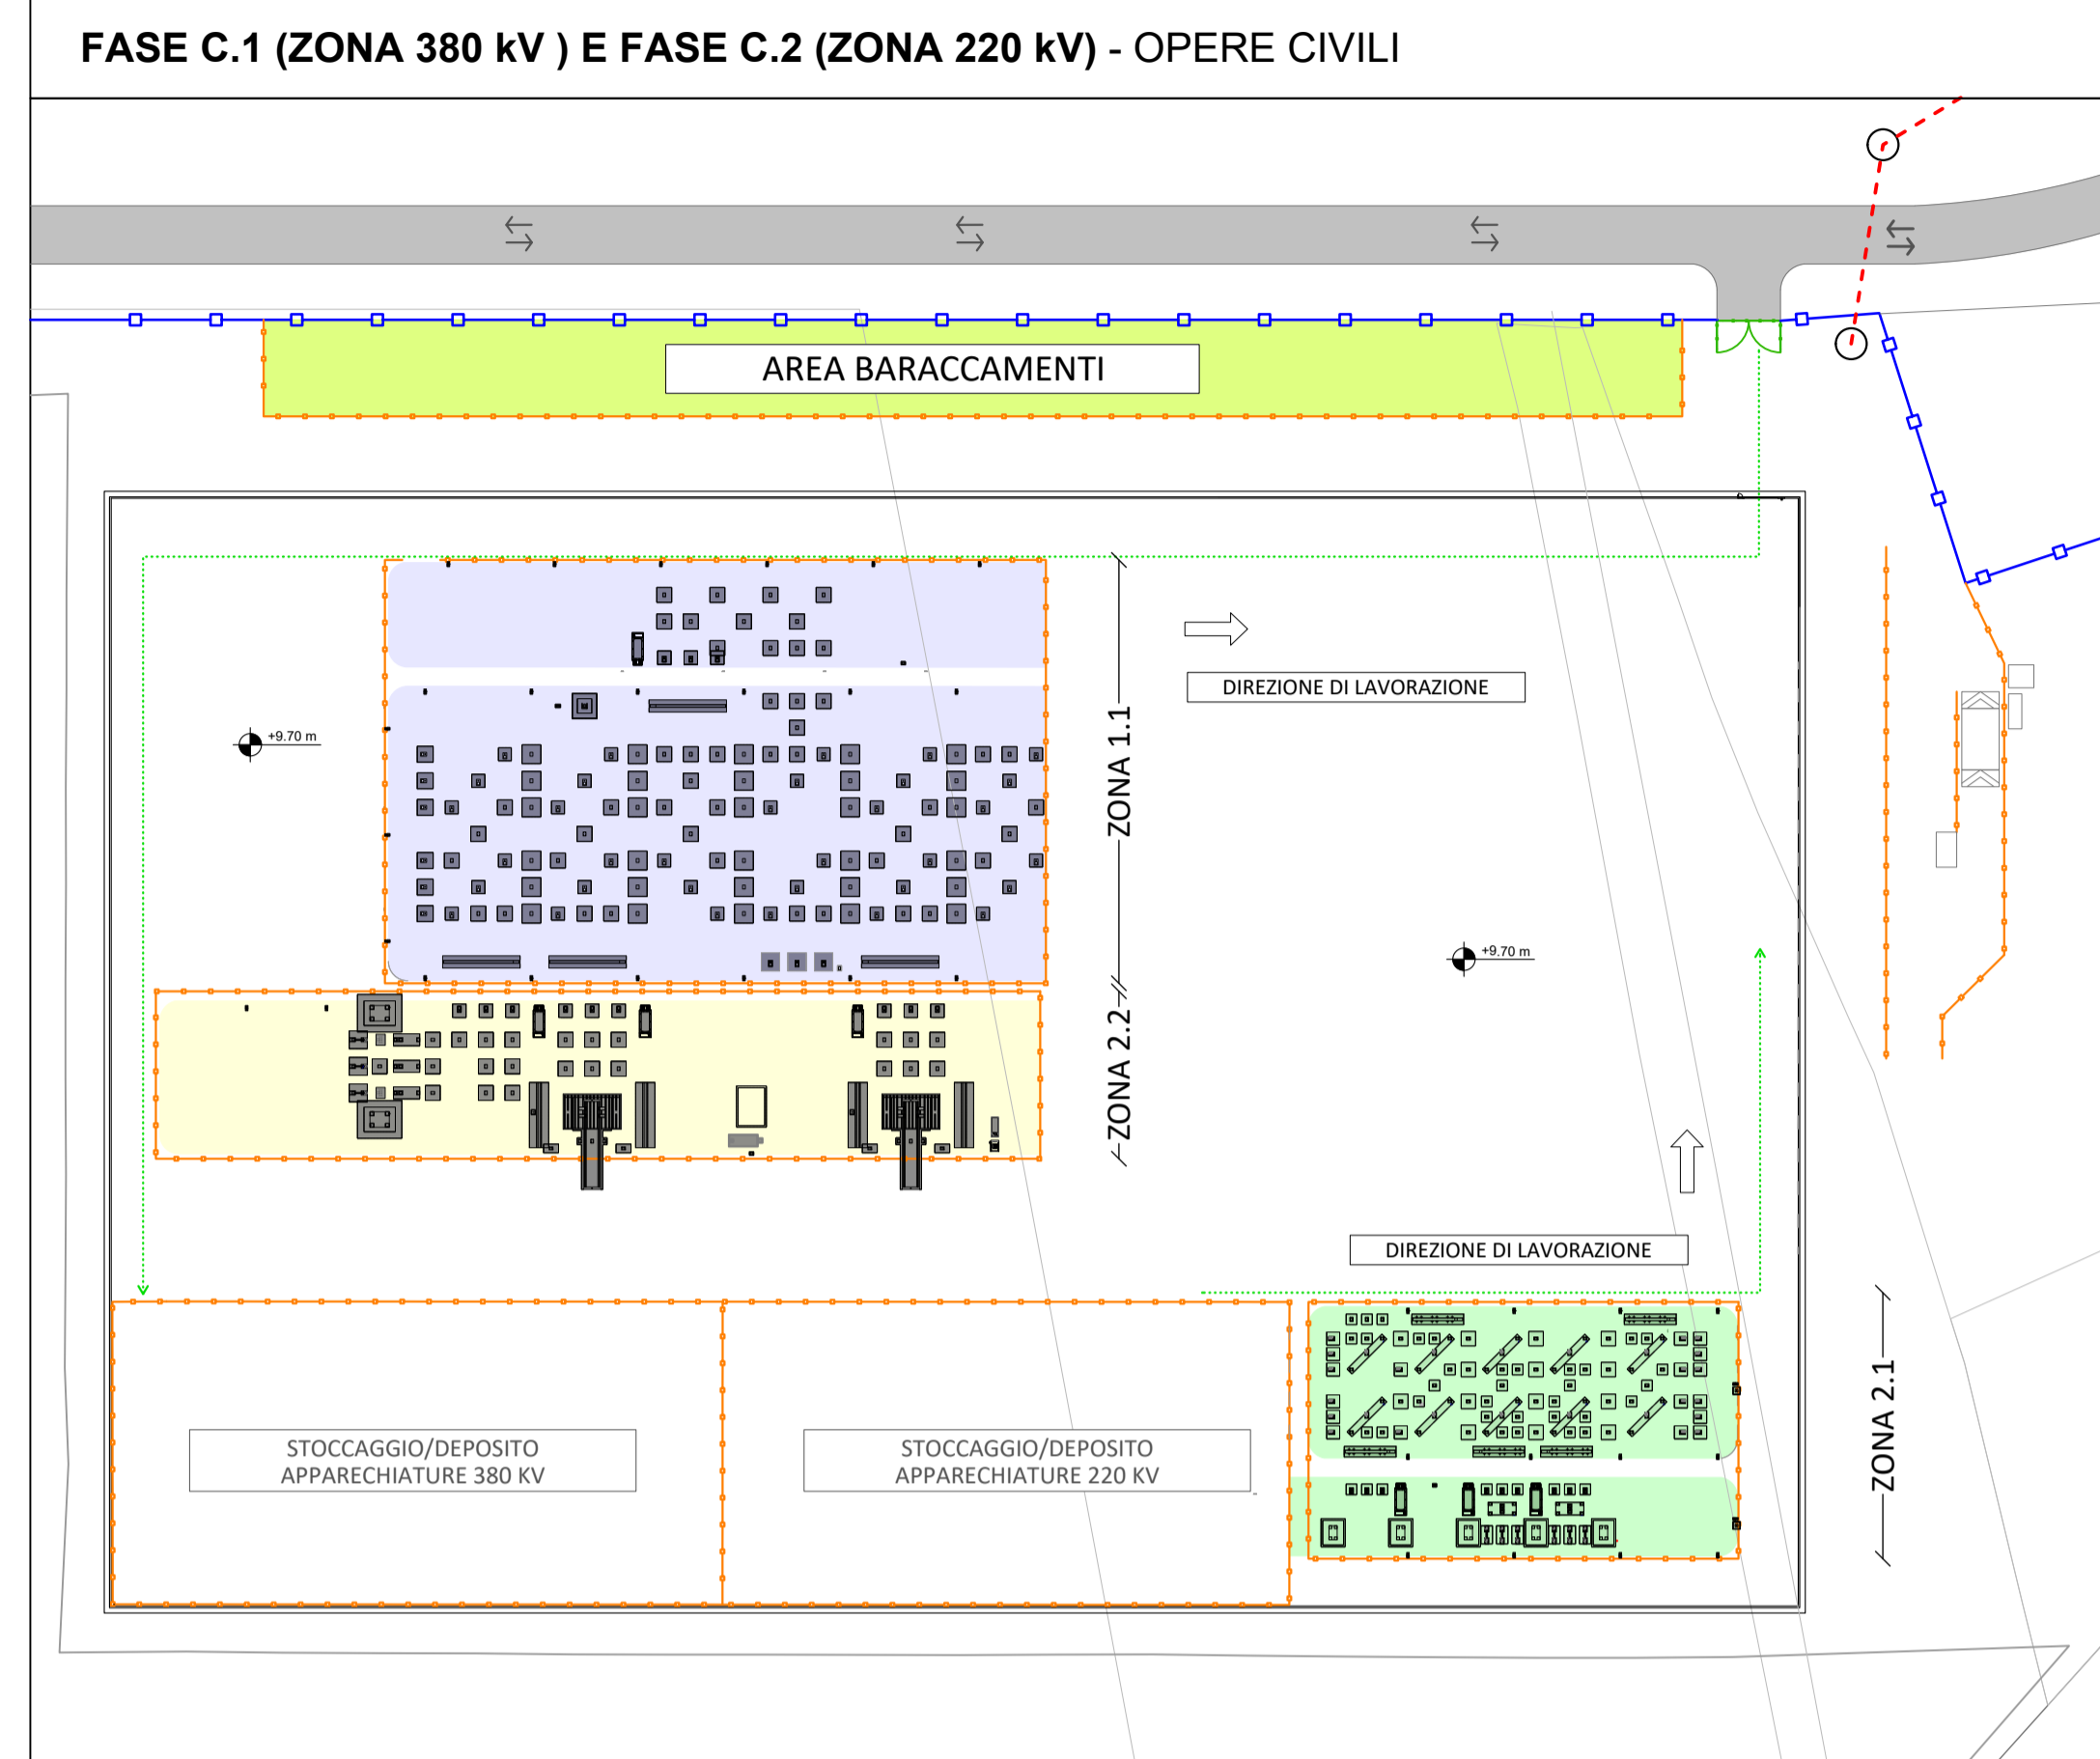 FASE C.1 (ZONA 380 kV ) E FASE C.2 (ZONA 220 kV) - OPERE CIVILI
AREA BARACCAMENTI
DIREZIONE DI LAVORAZIONE
+9.70 m
ZONA 1.1
+9.70 m
ZONA 2.2
DIREZIONE DI LAVORAZIONE
ZONA 2.1
STOCCAGGIO/DEPOSITO
APPARECHIATURE 380 KV
STOCCAGGIO/DEPOSITO
APPARECHIATURE 220 KV